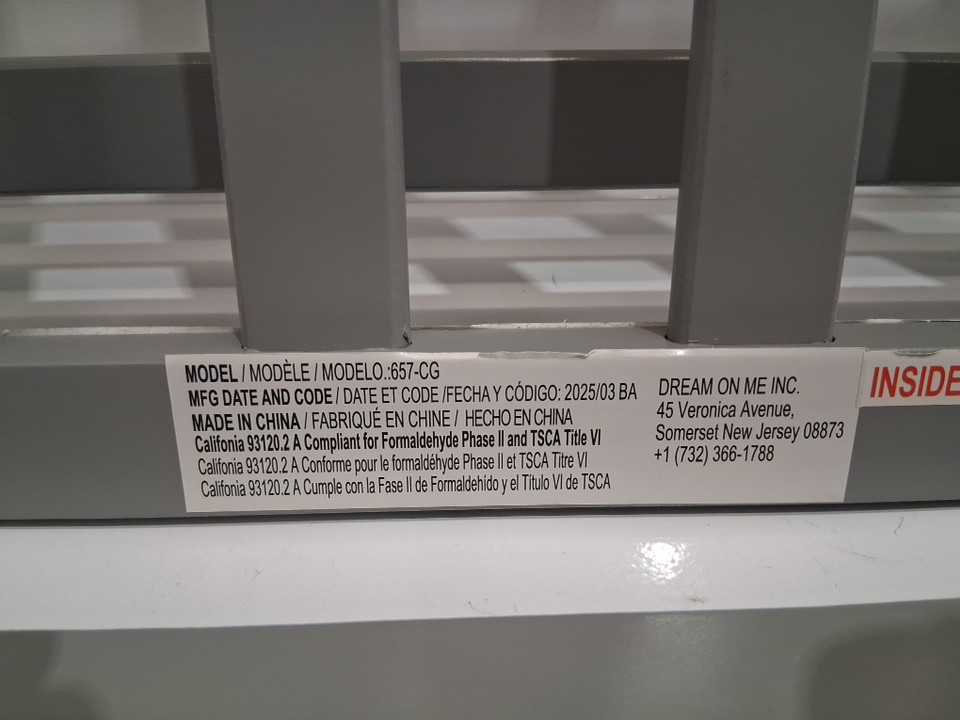 MODEL / MODÈLE / MODELO.:657-CG
MFG DATE AND CODE / DATE ET CODE /FECHA Y CÓDIGO: 2025/03 BA
MADE IN CHINA / FABRIQUÉ EN CHINE / HECHO EN CHINA
Califonia 93120.2 A Compliant for Formaldehyde Phase II and TSCA Title VI
Califonia 93120.2 A Conforme pour le formaldéhyde Phase II et TSCA Titre VI
Califonia 93120.2 A Cumple con la Fase II de Formaldehído y el Título VI de TSCA
DREAM ON ME INC.
45 Veronica Avenue,
Somerset New Jersey 08873
+1 (732) 366-1788
INSIDE